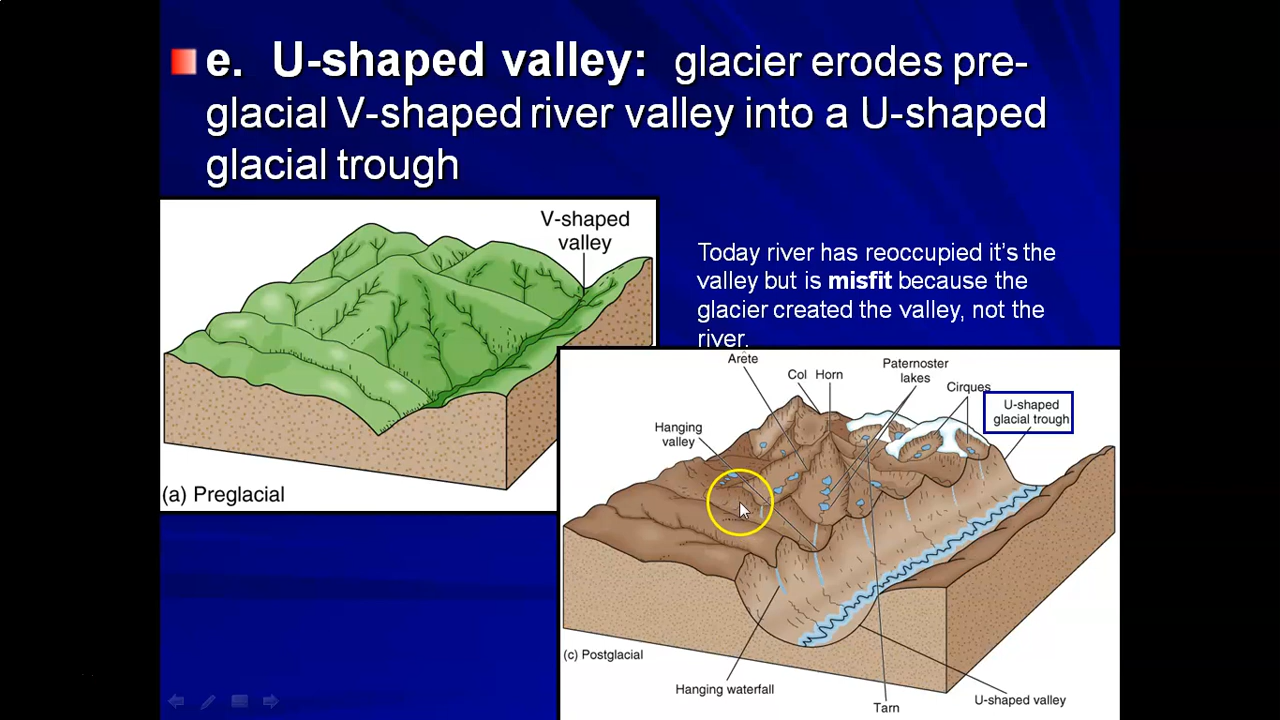 e. U-shaped valley: glacier erodes pre-
glacial V-shaped river valley into a U-shaped
glacial trough
V-shaped
valley
(a) Preglacial
Today river has reoccupied it's the
valley but is misfit because the
glacier created the valley, not the
river.
Arête
Col
Horn
Paternoster
lakes
Cirques
U-shaped
glacial trough
Hanging
valley
(c) Postglacial
Hanging waterfall
Tarn
U-shaped valley